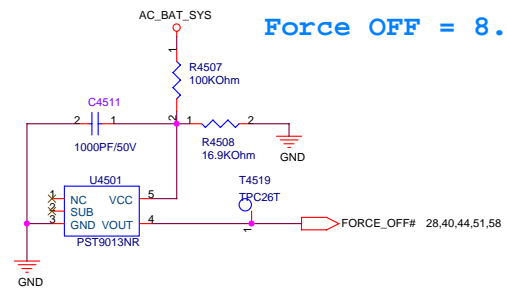 AC_BAT_SYS
Force OFF = 8.
1
R4507
100KOhm
C4511
2
2 1
1 2
1000PF/50V
R4508
16.9KOhm
GND
U4501
T4519
TPC26T
1 NC VCC 5
2 SUB
3 GND VOUT 4
1
FORCE_OFF# 28,40,44,51,58
PST9013NR
GND